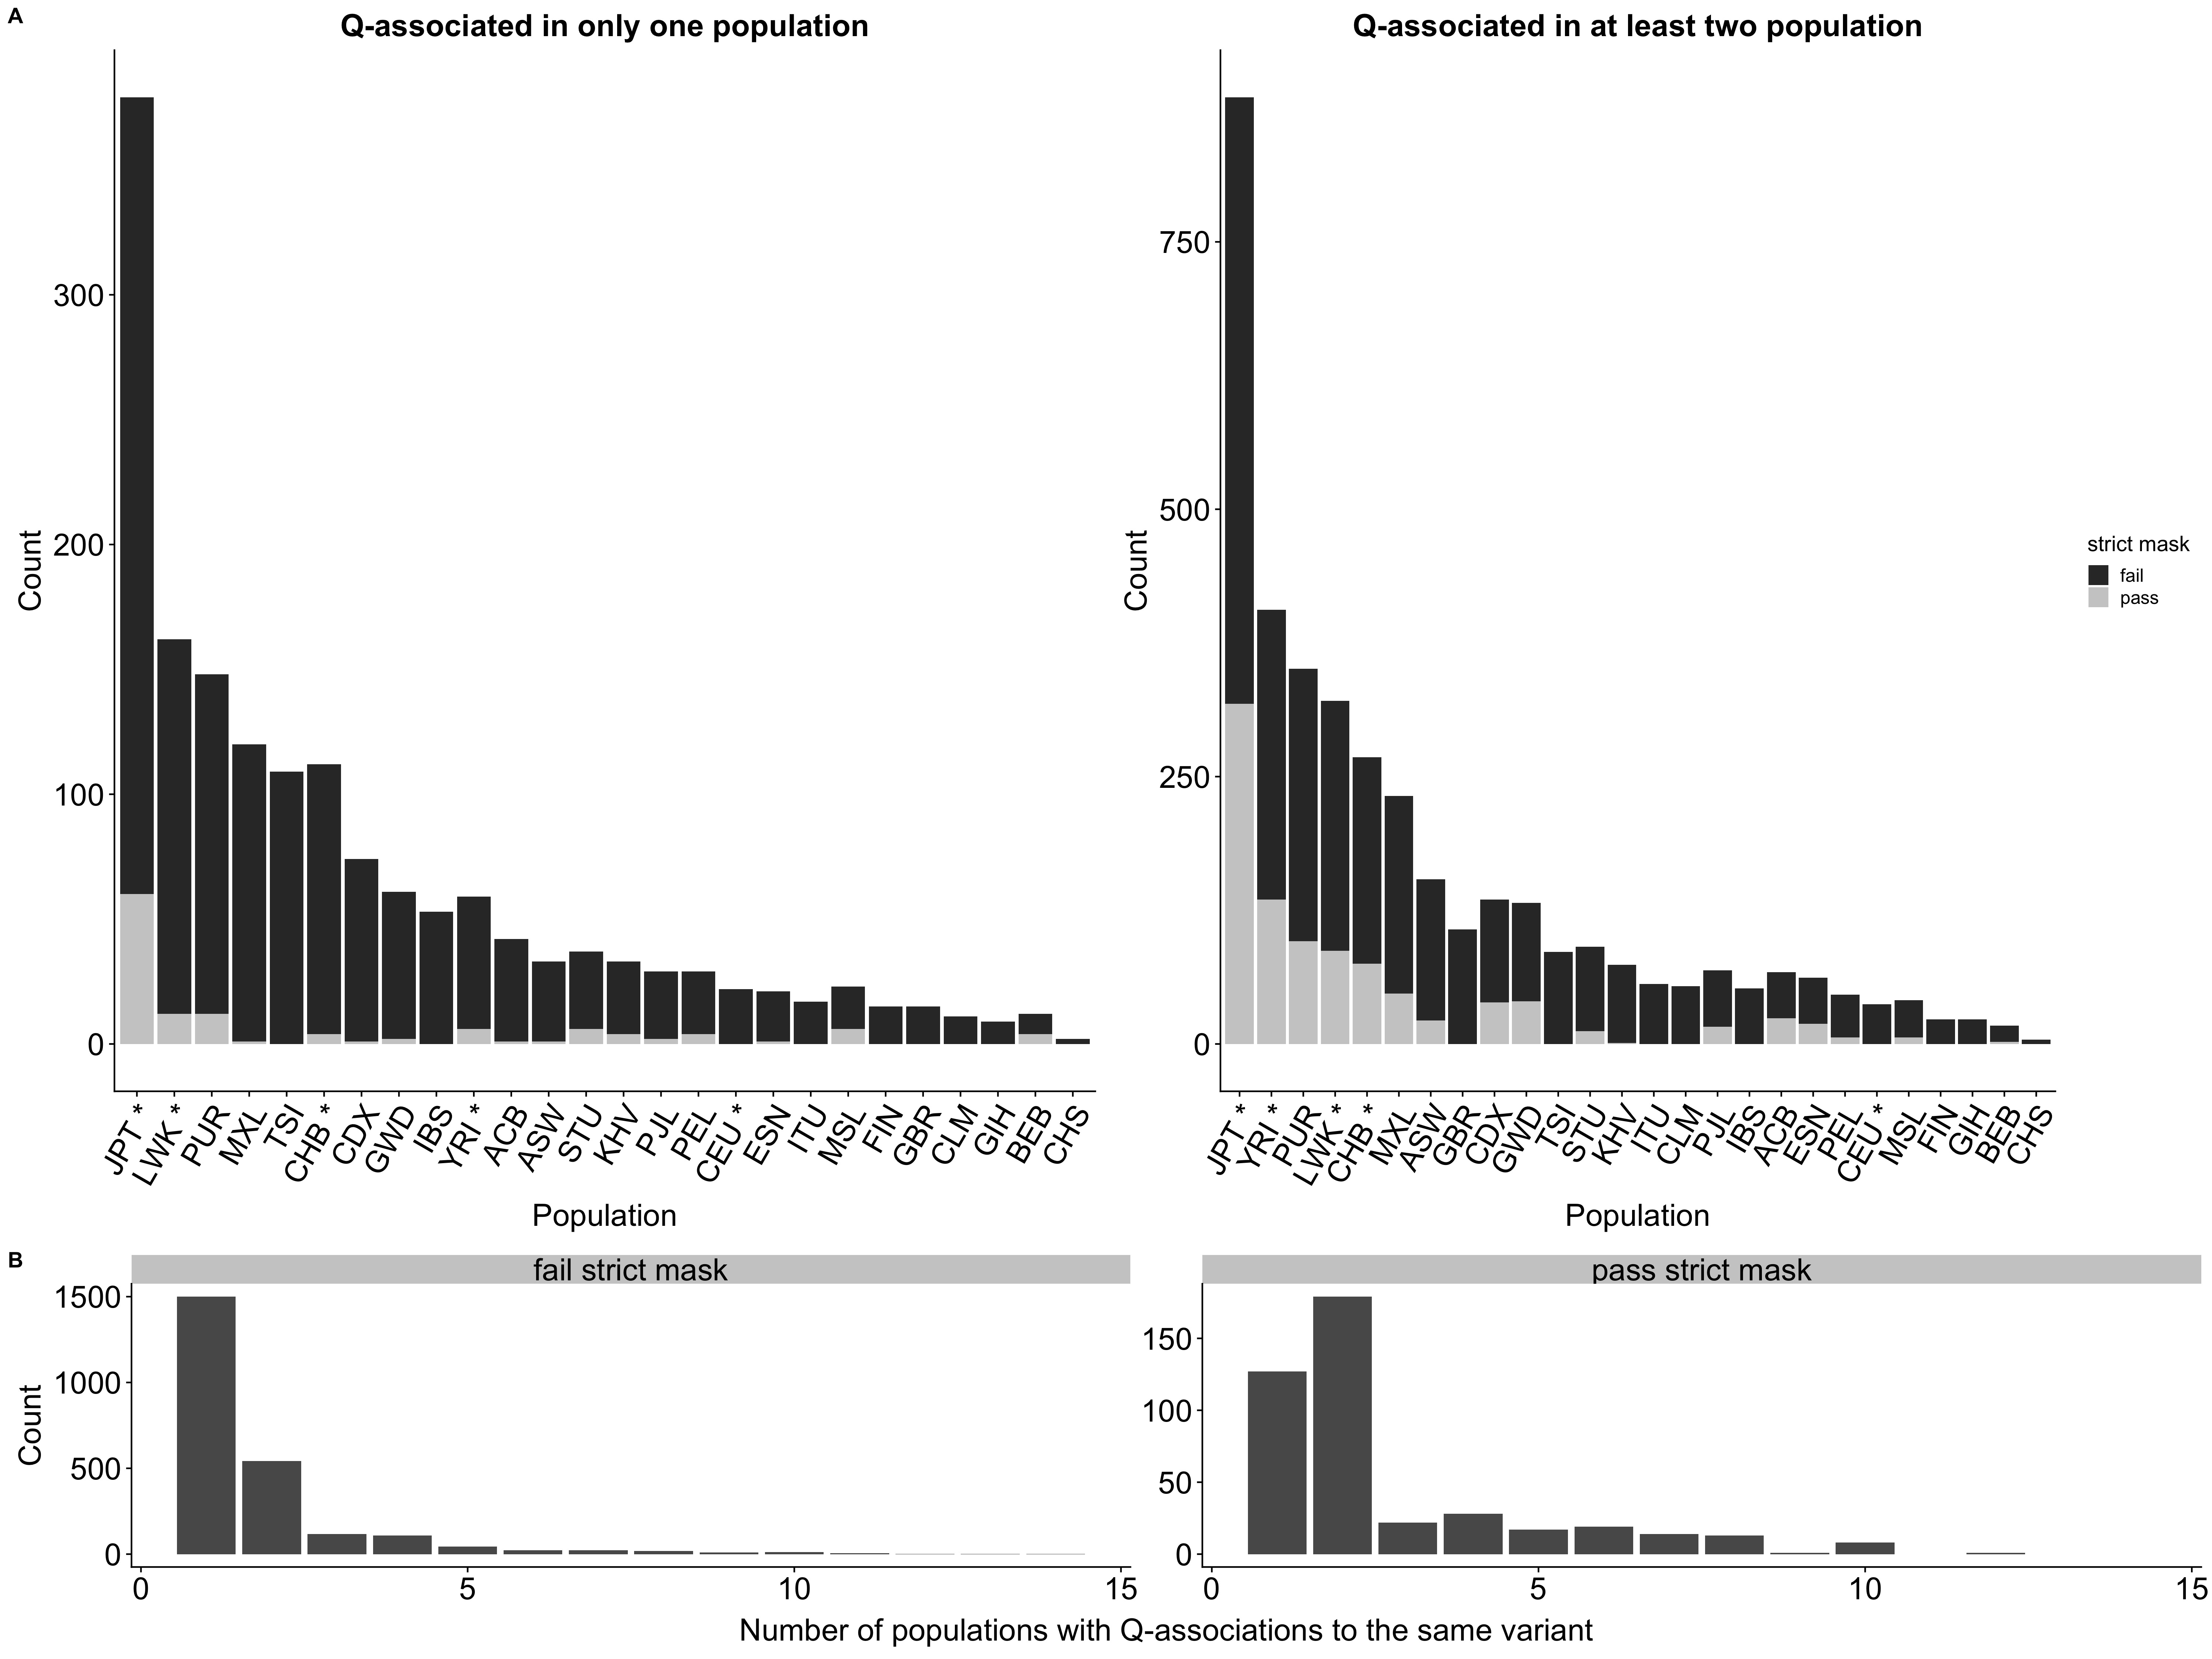 A
Q-associated in only one population
Count
300
200
100
0
JPT *
LWK *
PUR
MXL
TSI
CHB *
CDX
GWD
IBS
YRI *
ACB
ASW
STU
KHV
PJL
PEL
CEU *
ESN
ITU
MSL
FIN
GBR
CLM
GIH
BEB
CHS
Population
Q-associated in at least two population
Count
750
500
250
0
JPT *
YRI *
PUR
LWK *
CHB *
MXL
ASW
GBR
CDX
GWD
TSI
STU
KHV
ITU
CLM
PJL
IBS
ACB
ESN
PEL
CEU *
MSL
FIN
GIH
BEB
CHS
Population
strict mask
fail
pass
B
fail strict mask
Count
1500
1000
500
0
0 5 10 15
pass strict mask
150
100
50
0
0 5 10 15
Number of populations with Q-associations to the same variant